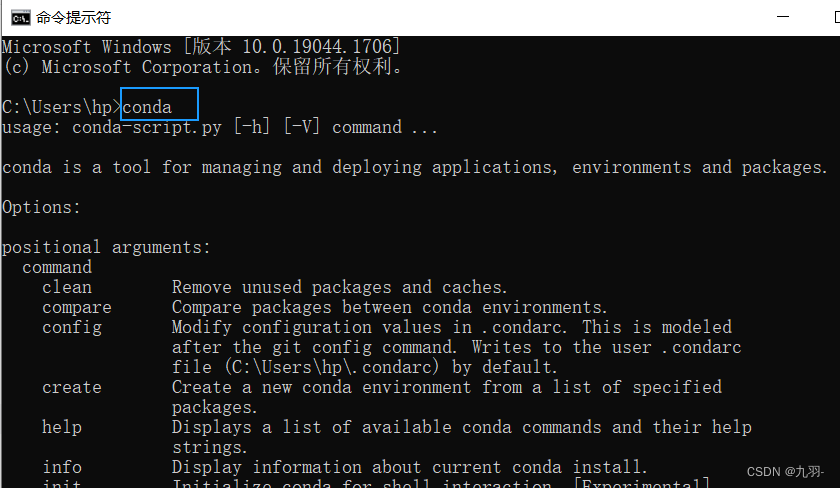 命令提示符
Microsoft Windows [版本 10.0.19044.1706]
(c) Microsoft Corporation。保留所有权利。
C:\Users\hp>conda
usage: conda-script.py [-h] [-V] command ...
conda is a tool for managing and deploying applications, environments and packages.
Options:
positional arguments:
command
clean Remove unused packages and caches.
compare Compare packages between conda environments.
config Modify configuration values in .condarc. This is modeled
after the git config command. Writes to the user .condarc
file (C:\Users\hp\.condarc) by default.
create Create a new conda environment from a list of specified
packages.
help Displays a list of available conda commands and their help
strings.
info Display information about current conda install.
init Initialize conda for shell interaction. [Experimental]
CSDN @九羽-